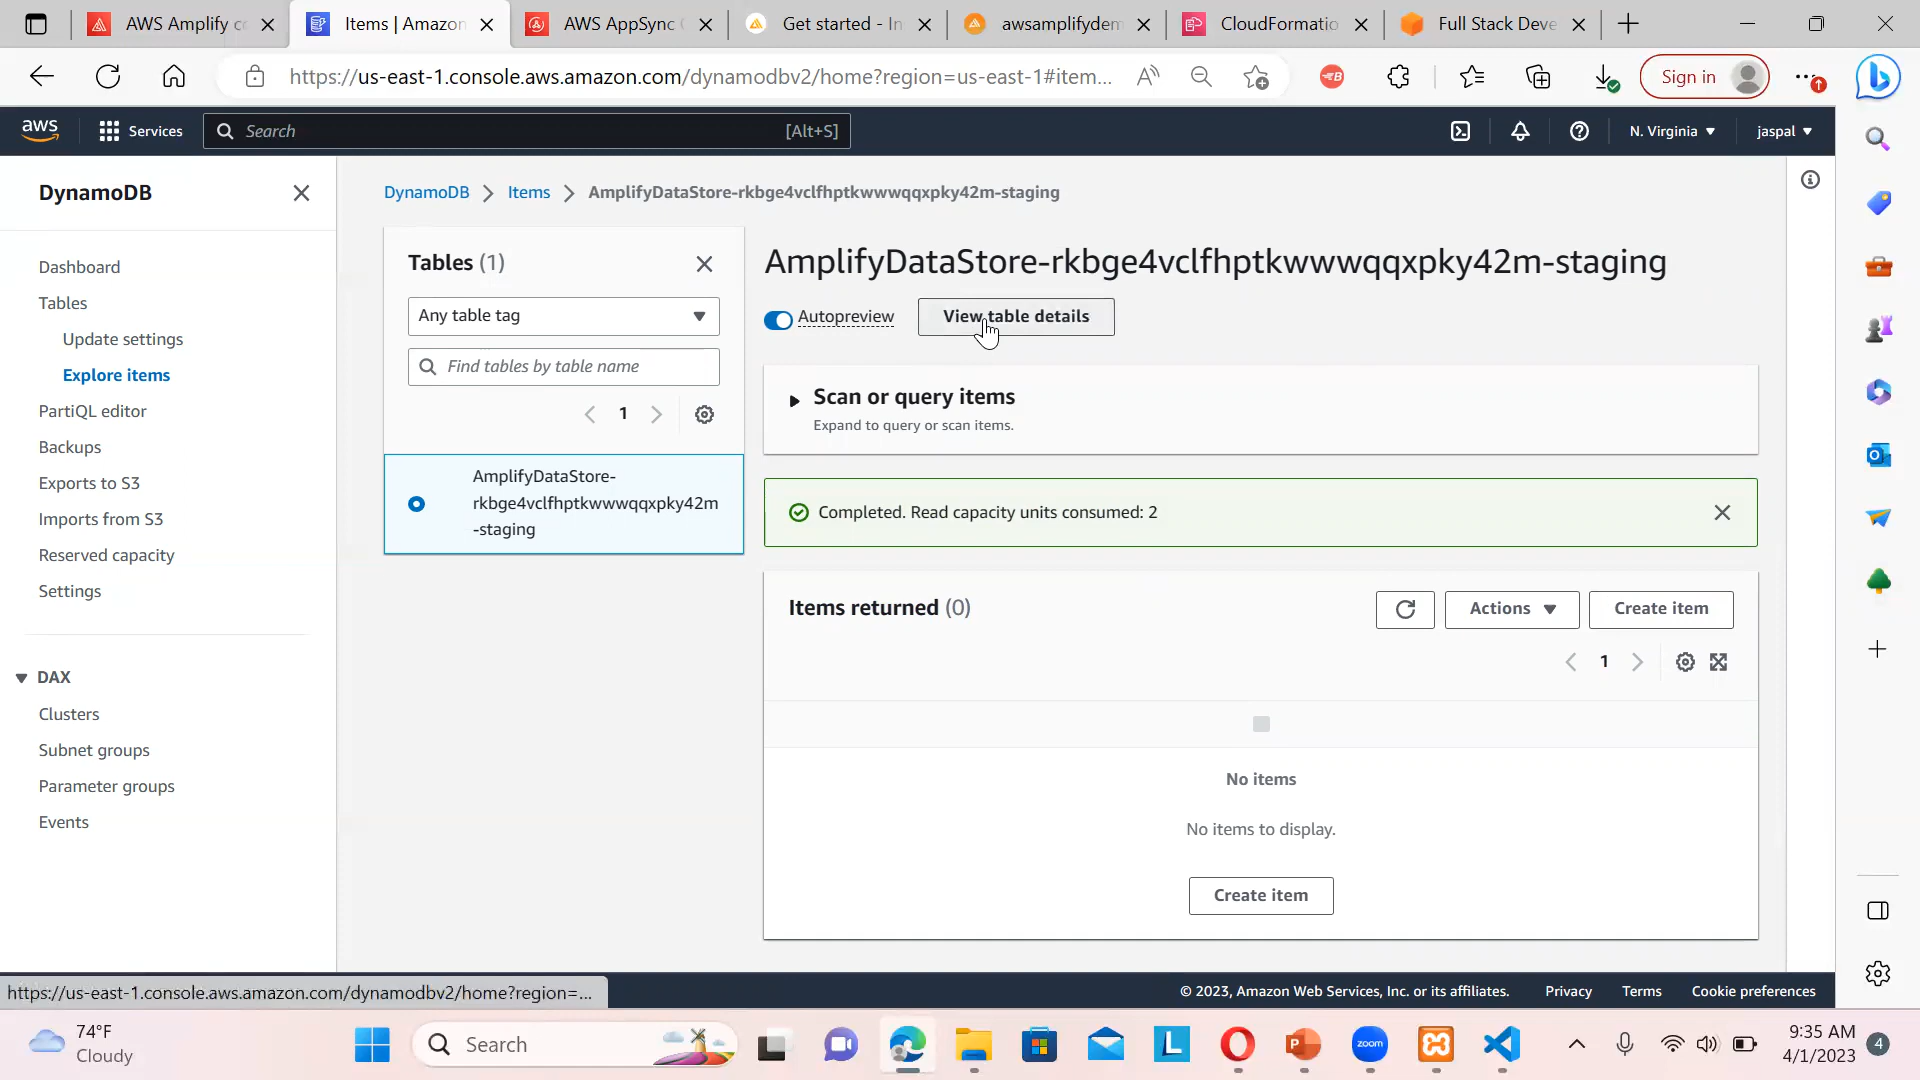 AWS Amplify co
Items | Amazon
AWS AppSync
Get started - In
awsamplifydem
CloudFormatio
Full Stack Deve
https://us-east-1.console.aws.amazon.com/dynamodbv2/home?region=us-east-1#item...
Sign in
aws
Services
Search
[Alt+S]
N. Virginia
jaspal
DynamoDB
Dashboard
Tables
Update settings
Explore items
PartiQL editor
Backups
Exports to S3
Imports from S3
Reserved capacity
Settings
DAX
Clusters
Subnet groups
Parameter groups
Events
DynamoDB
Items
AmplifyDataStore-rkbge4vclfhptkwwwqqxpky42m-staging
Tables (1)
Any table tag
Find tables by table name
1
AmplifyDataStore-
rkbge4vclfhptkwwwqqxpky42m
-staging
AmplifyDataStore-rkbge4vclfhptkwwwqqxpky42m-staging
Autopreview
View table details
Scan or query items
Expand to query or scan items.
Completed. Read capacity units consumed: 2
Items returned (0)
Actions
Create item
1
No items
No items to display.
Create item
https://us-east-1.console.aws.amazon.com/dynamodbv2/home?region=...
© 2023, Amazon Web Services, Inc. or its affiliates.
Privacy
Terms
Cookie preferences
74°F
Cloudy
Search
zoom
9:35 AM
4/1/2023
4